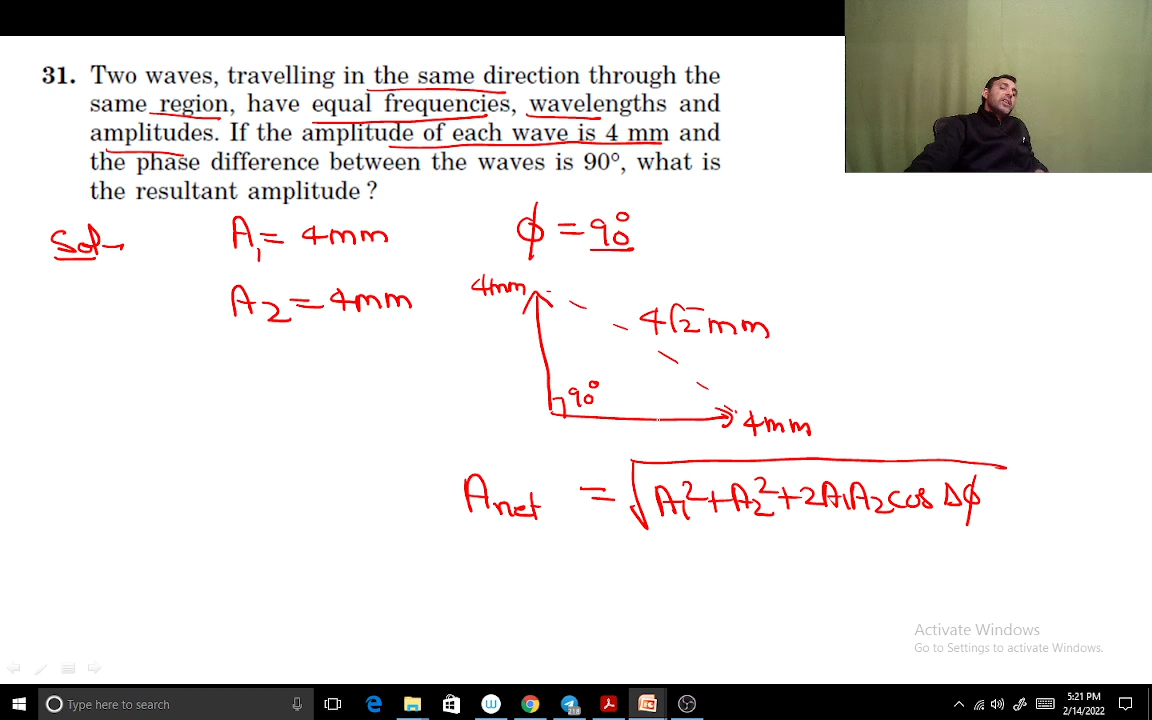 31. Two waves, travelling in the same direction through the
same region, have equal frequencies, wavelengths and
amplitudes. If the amplitude of each wave is 4 mm and
the phase difference between the waves is 90°, what is
the resultant amplitude ?
Sol-
A₁ = 4mm
ϕ = 90°
A₂ = 4mm
4mm
4√2 mm
90°
4mm
Anet = √A₁²+A₂²+2A₁A₂cos Δϕ
Activate Windows
Go to Settings to activate Windows.
Type here to search
5:21 PM
2/14/2022